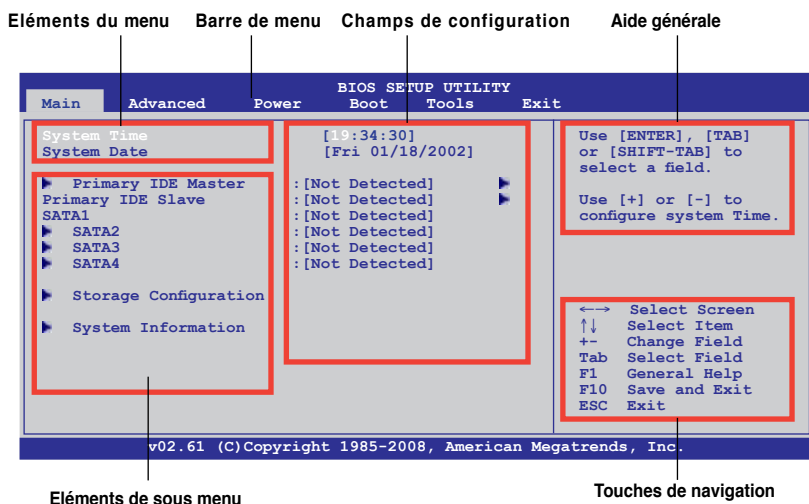 Eléments du menu Barre de menu Champs de configuration Aide générale
BIOS SETUP UTILITY
Main Advanced Power Boot Tools Exit
System Time [19:34:30]
System Date [Fri 01/18/2002]
Primary IDE Master :[Not Detected]
Primary IDE Slave :[Not Detected]
SATA1 :[Not Detected]
SATA2 :[Not Detected]
SATA3 :[Not Detected]
SATA4 :[Not Detected]
Storage Configuration
System Information
Use [ENTER], [TAB]
or [SHIFT-TAB] to
select a field.
Use [+] or [-] to
configure system Time.
←→ Select Screen
↑↓ Select Item
+- Change Field
Tab Select Field
F1 General Help
F10 Save and Exit
ESC Exit
v02.61 (C)Copyright 1985-2008, American Megatrends, Inc.
Eléments de sous menu Touches de navigation